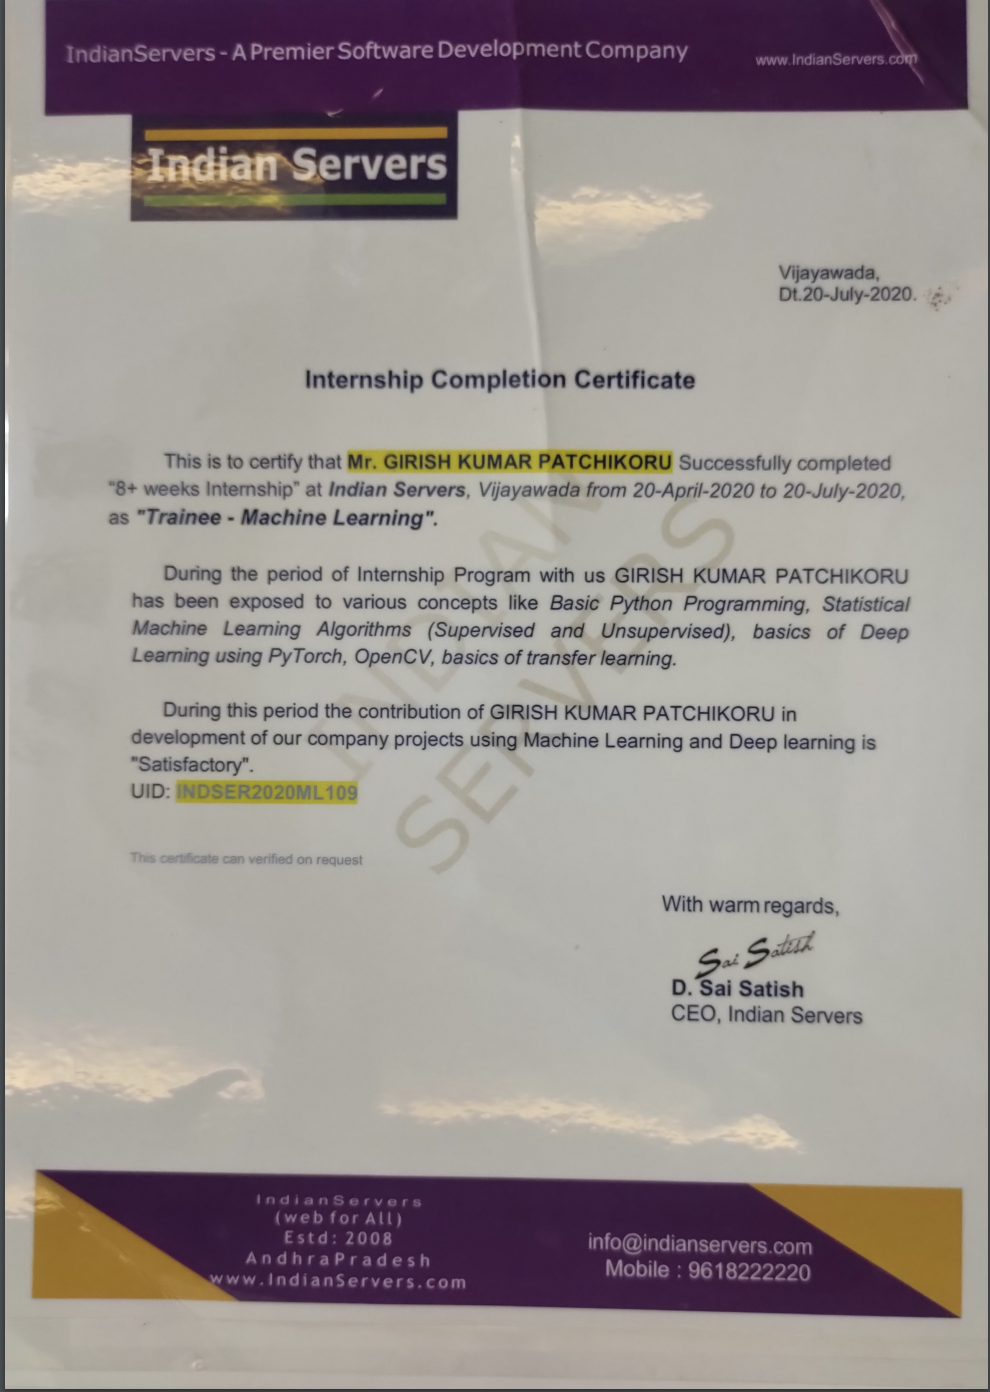 IndianServers - A Premier Software Development Company
www.IndianServers.com
Indian Servers
Vijayawada,
Dt.20-July-2020.
Internship Completion Certificate
This is to certify that Mr. GIRISH KUMAR PATCHIKORU Successfully completed
"8+ weeks Internship" at Indian Servers, Vijayawada from 20-April-2020 to 20-July-2020,
as "Trainee - Machine Learning".
During the period of Internship Program with us GIRISH KUMAR PATCHIKORU
has been exposed to various concepts like Basic Python Programming, Statistical
Machine Learning Algorithms (Supervised and Unsupervised), basics of Deep
Learning using PyTorch, OpenCV, basics of transfer learning.
During this period the contribution of GIRISH KUMAR PATCHIKORU in
development of our company projects using Machine Learning and Deep learning is
"Satisfactory".
UID: INDSER2020ML109
INDIAN
SERVERS
This certificate can verified on request
With warm regards,
Sai Satish
D. Sai Satish
CEO, Indian Servers
IndianServers
(web for All)
Estd: 2008
AndhraPradesh
www.IndianServers.com
info@indianservers.com
Mobile : 9618222220